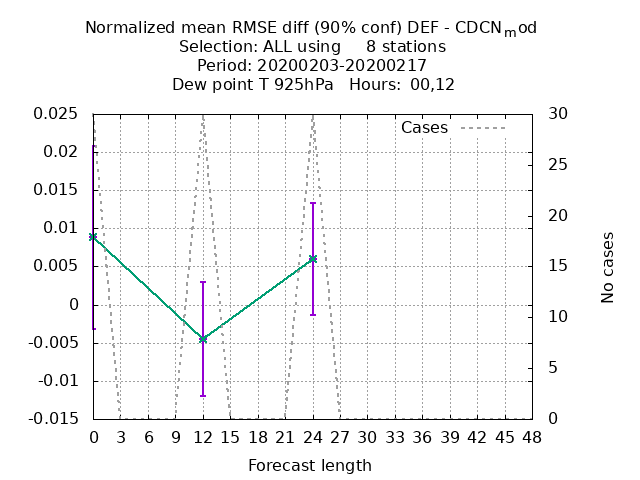 Normalized mean RMSE diff (90% conf) DEF - CDCNmod
Selection: ALL using 8 stations
Period: 20200203-20200217
Dew point T 925hPa Hours: 00,12
Cases
0.025
0.02
0.015
0.01
0.005
0
-0.005
-0.01
-0.015
30
25
20
15
10
5
0
No cases
0 3 6 9 12 15 18 21 24 27 30 33 36 39 42 45 48
Forecast length